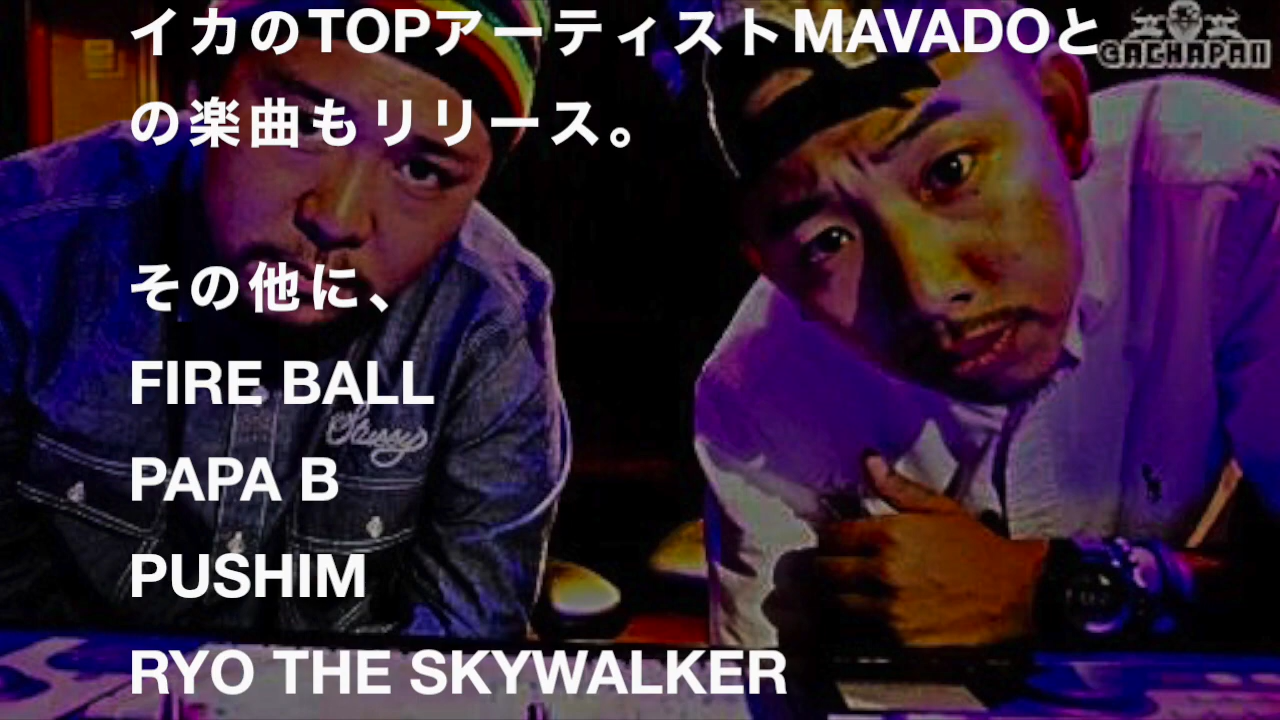 イカのTOPアーティストMAVADOと
GACHAPAN
の楽曲もリリース。
その他に、
FIRE BALL
Stussy
PAPA B
PUSHIM
RYO THE SKYWALKER